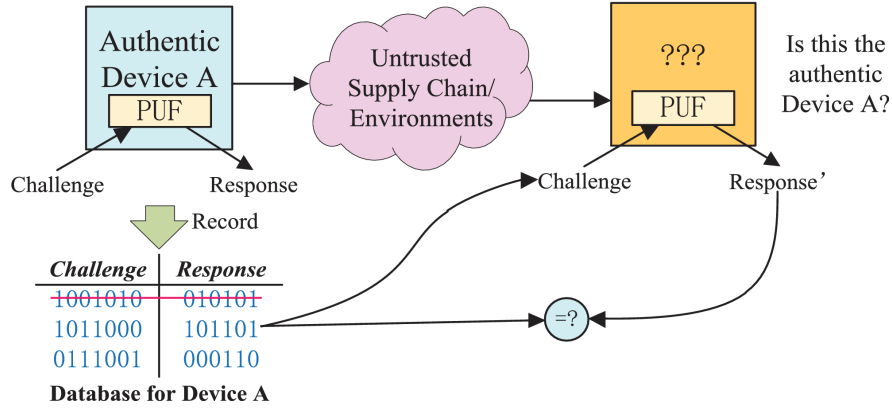 Authentic
Device A
PUF
Challenge
Response
Untrusted
Supply Chain/
Environments
???
PUF
Challenge
Response'
Is this the
authentic
Device A?
Record
Challenge Response
1001010 010101
1011000 101101
0111001 000110
Database for Device A
=?